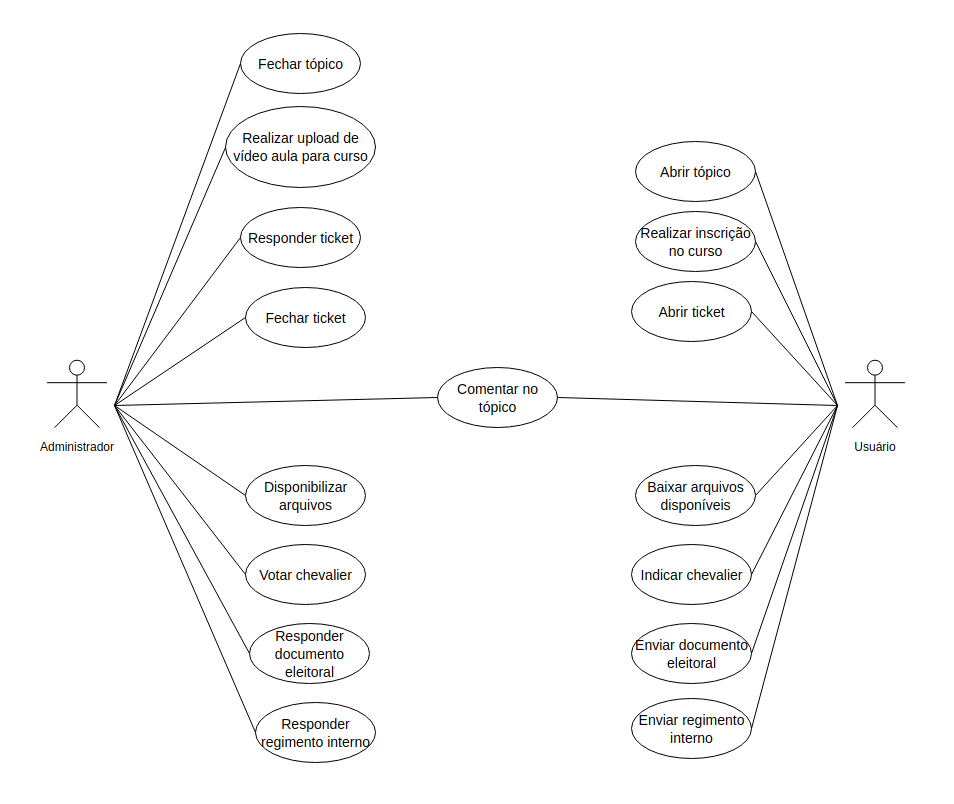 Fechar tópico
Realizar upload de
vídeo aula para curso
Responder ticket
Fechar ticket
Abrir tópico
Realizar inscrição
no curso
Abrir ticket
Comentar no
tópico
Administrador
Usuário
Disponibilizar
arquivos
Votar chevalier
Responder
documento
eleitoral
Responder
regimento interno
Baixar arquivos
disponíveis
Indicar chevalier
Enviar documento
eleitoral
Enviar regimento
interno